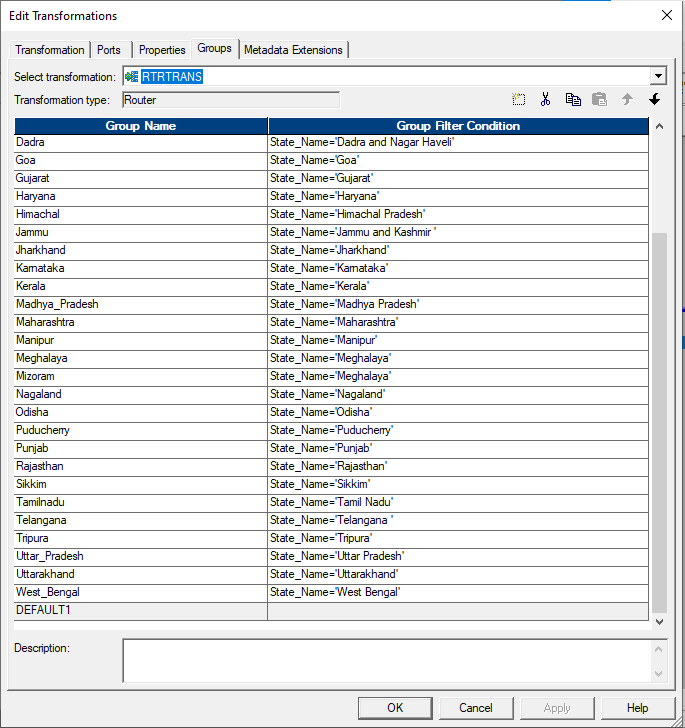 Edit Transformations
Transformation Ports Properties Groups Metadata Extensions
Select transformation: RTRTRANS
Transformation type: Router
Group Name Group Filter Condition
Dadra State_Name='Dadra and Nagar Haveli'
Goa State_Name='Goa'
Gujarat State_Name='Gujarat'
Haryana State_Name='Haryana'
Himachal State_Name='Himachal Pradesh'
Jammu State_Name='Jammu and Kashmir '
Jharkhand State_Name='Jharkhand'
Karnataka State_Name='Karnataka'
Kerala State_Name='Kerala'
Madhya_Pradesh State_Name='Madhya Pradesh'
Maharashtra State_Name='Maharashtra'
Manipur State_Name='Manipur'
Meghalaya State_Name='Meghalaya'
Mizoram State_Name='Meghalaya'
Nagaland State_Name='Nagaland'
Odisha State_Name='Odisha'
Puducherry State_Name='Puducherry'
Punjab State_Name='Punjab'
Rajasthan State_Name='Rajasthan'
Sikkim State_Name='Sikkim'
Tamilnadu State_Name='Tamil Nadu'
Telangana State_Name='Telangana '
Tripura State_Name='Tripura'
Uttar_Pradesh State_Name='Uttar Pradesh'
Uttarakhand State_Name='Uttarakhand'
West_Bengal State_Name='West Bengal'
DEFAULT1
Description:
OK Cancel Apply Help